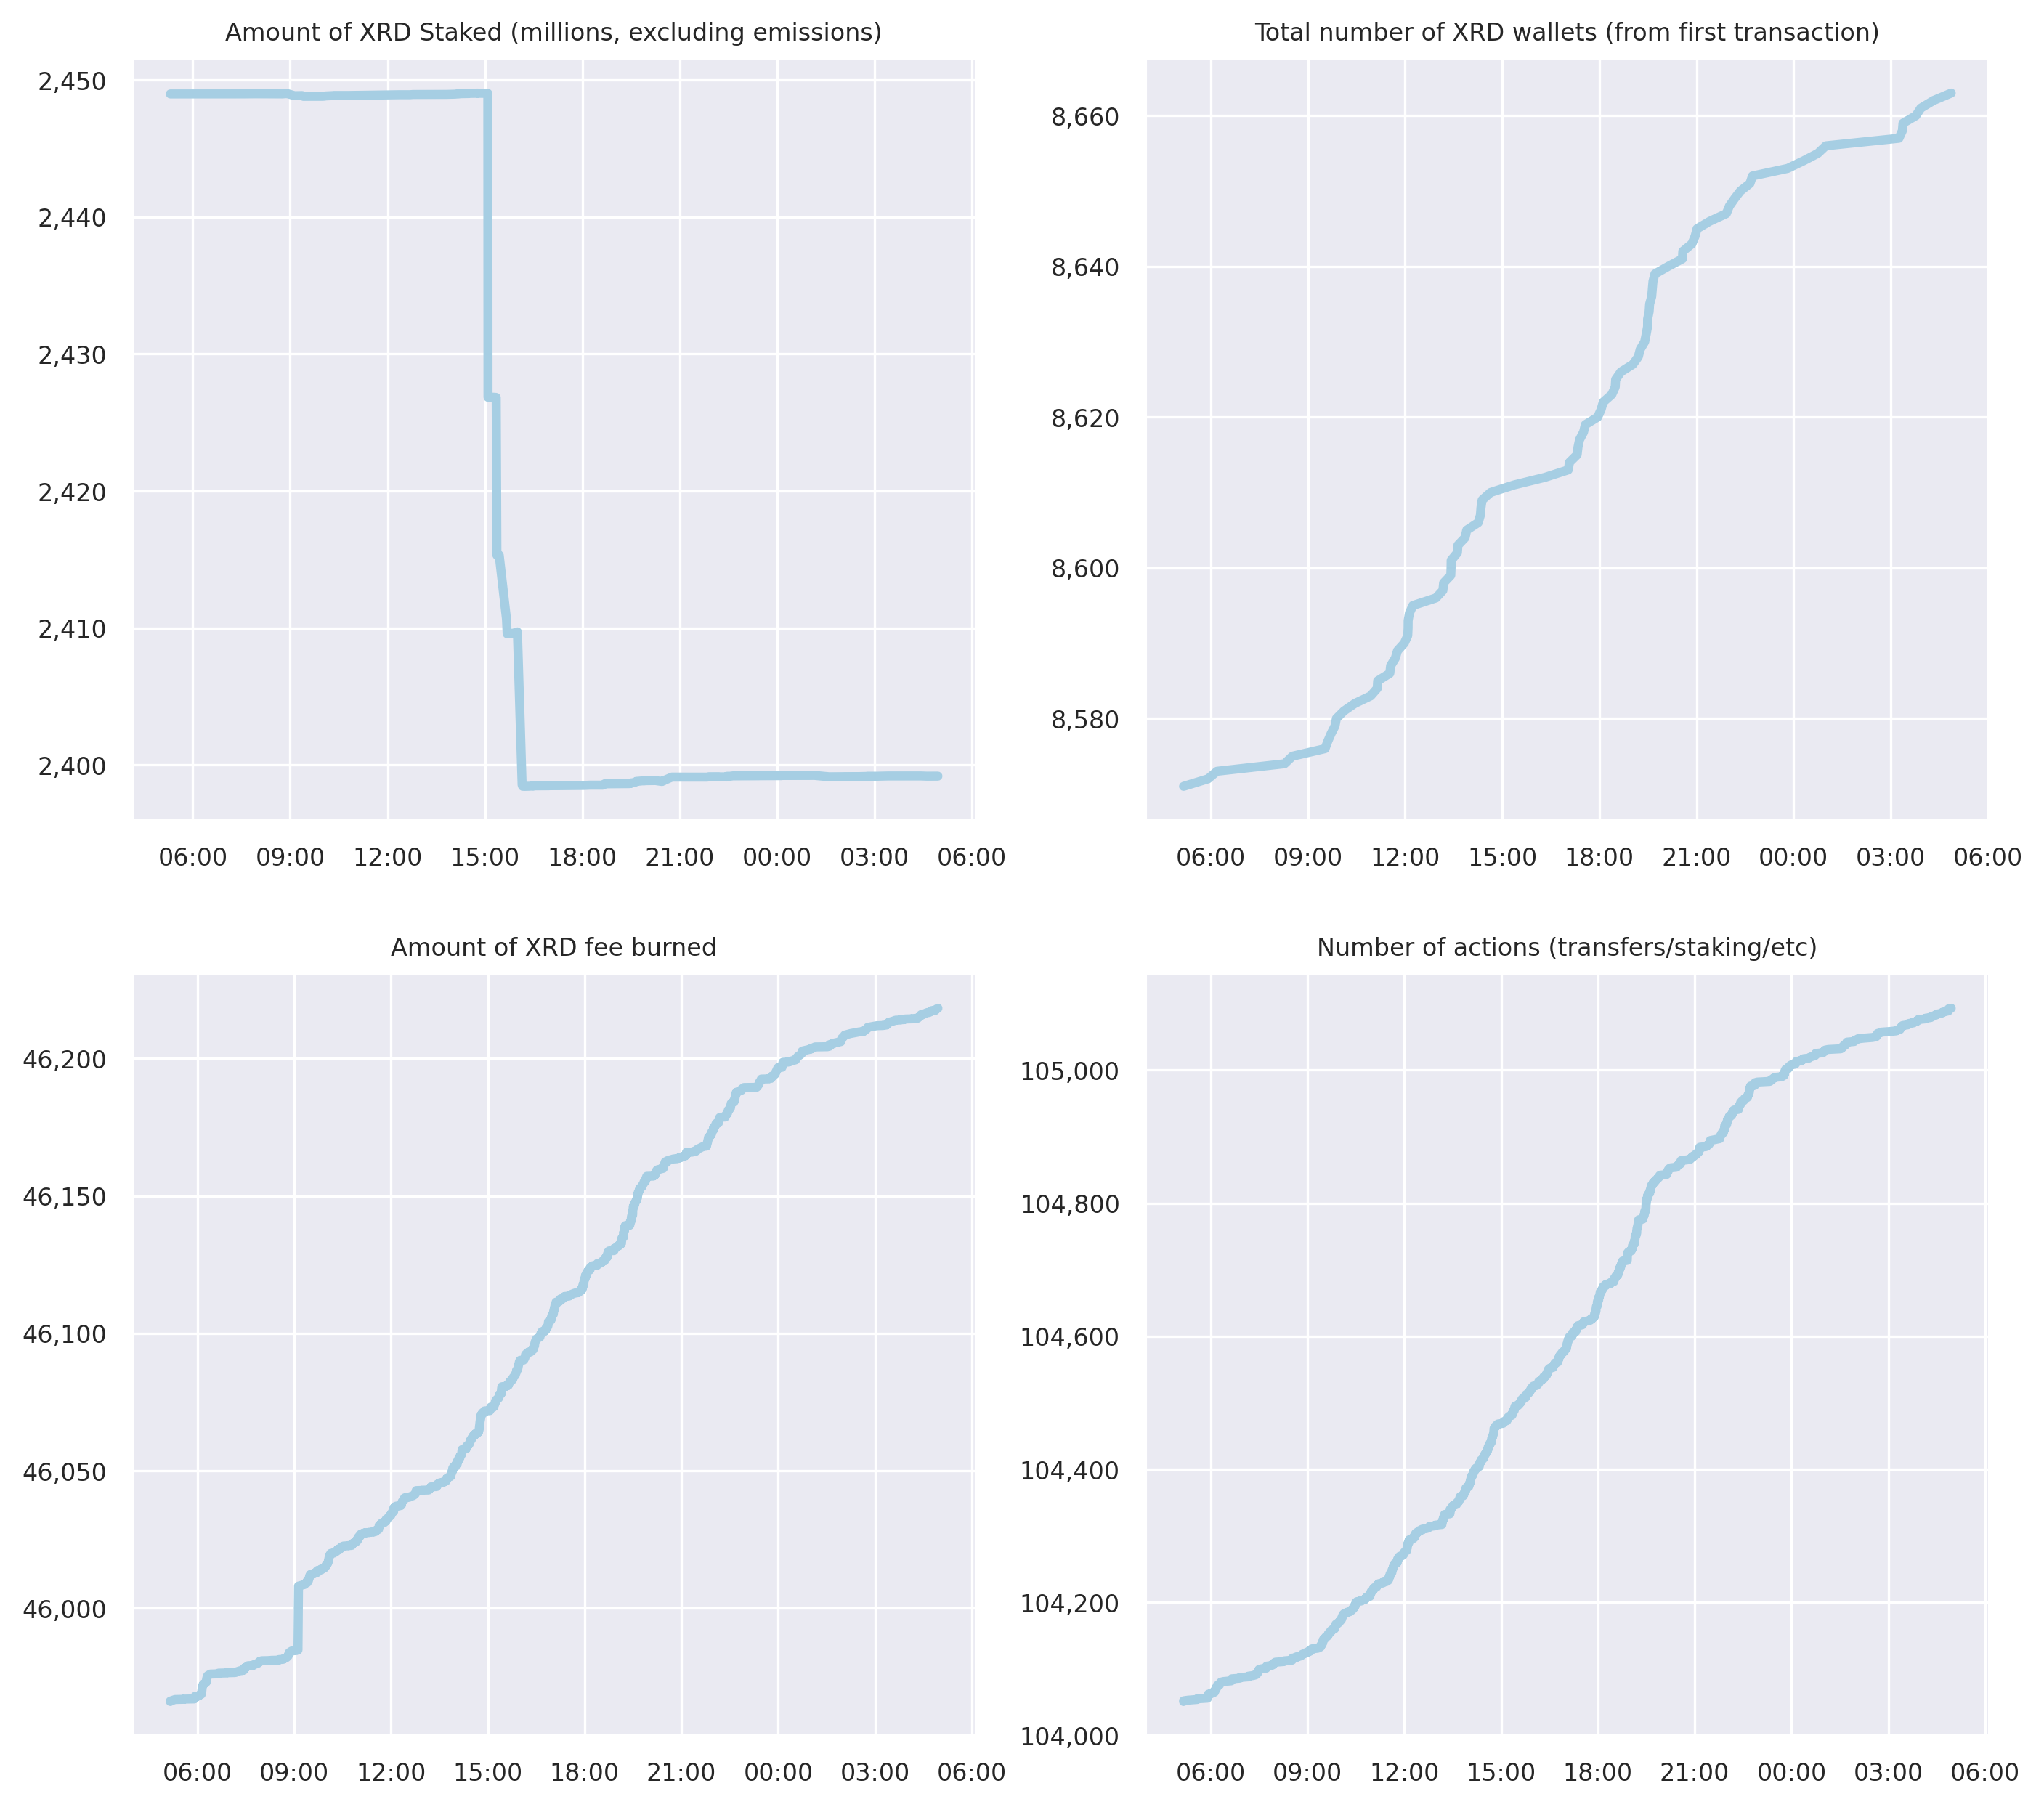 Amount of XRD Staked (millions, excluding emissions)
2,450
2,440
2,430
2,420
2,410
2,400
06:00 09:00 12:00 15:00 18:00 21:00 00:00 03:00 06:00
Total number of XRD wallets (from first transaction)
8,660
8,640
8,620
8,600
8,580
06:00 09:00 12:00 15:00 18:00 21:00 00:00 03:00 06:00
Amount of XRD fee burned
46,200
46,150
46,100
46,050
46,000
06:00 09:00 12:00 15:00 18:00 21:00 00:00 03:00 06:00
Number of actions (transfers/staking/etc)
105,000
104,800
104,600
104,400
104,200
104,000
06:00 09:00 12:00 15:00 18:00 21:00 00:00 03:00 06:00